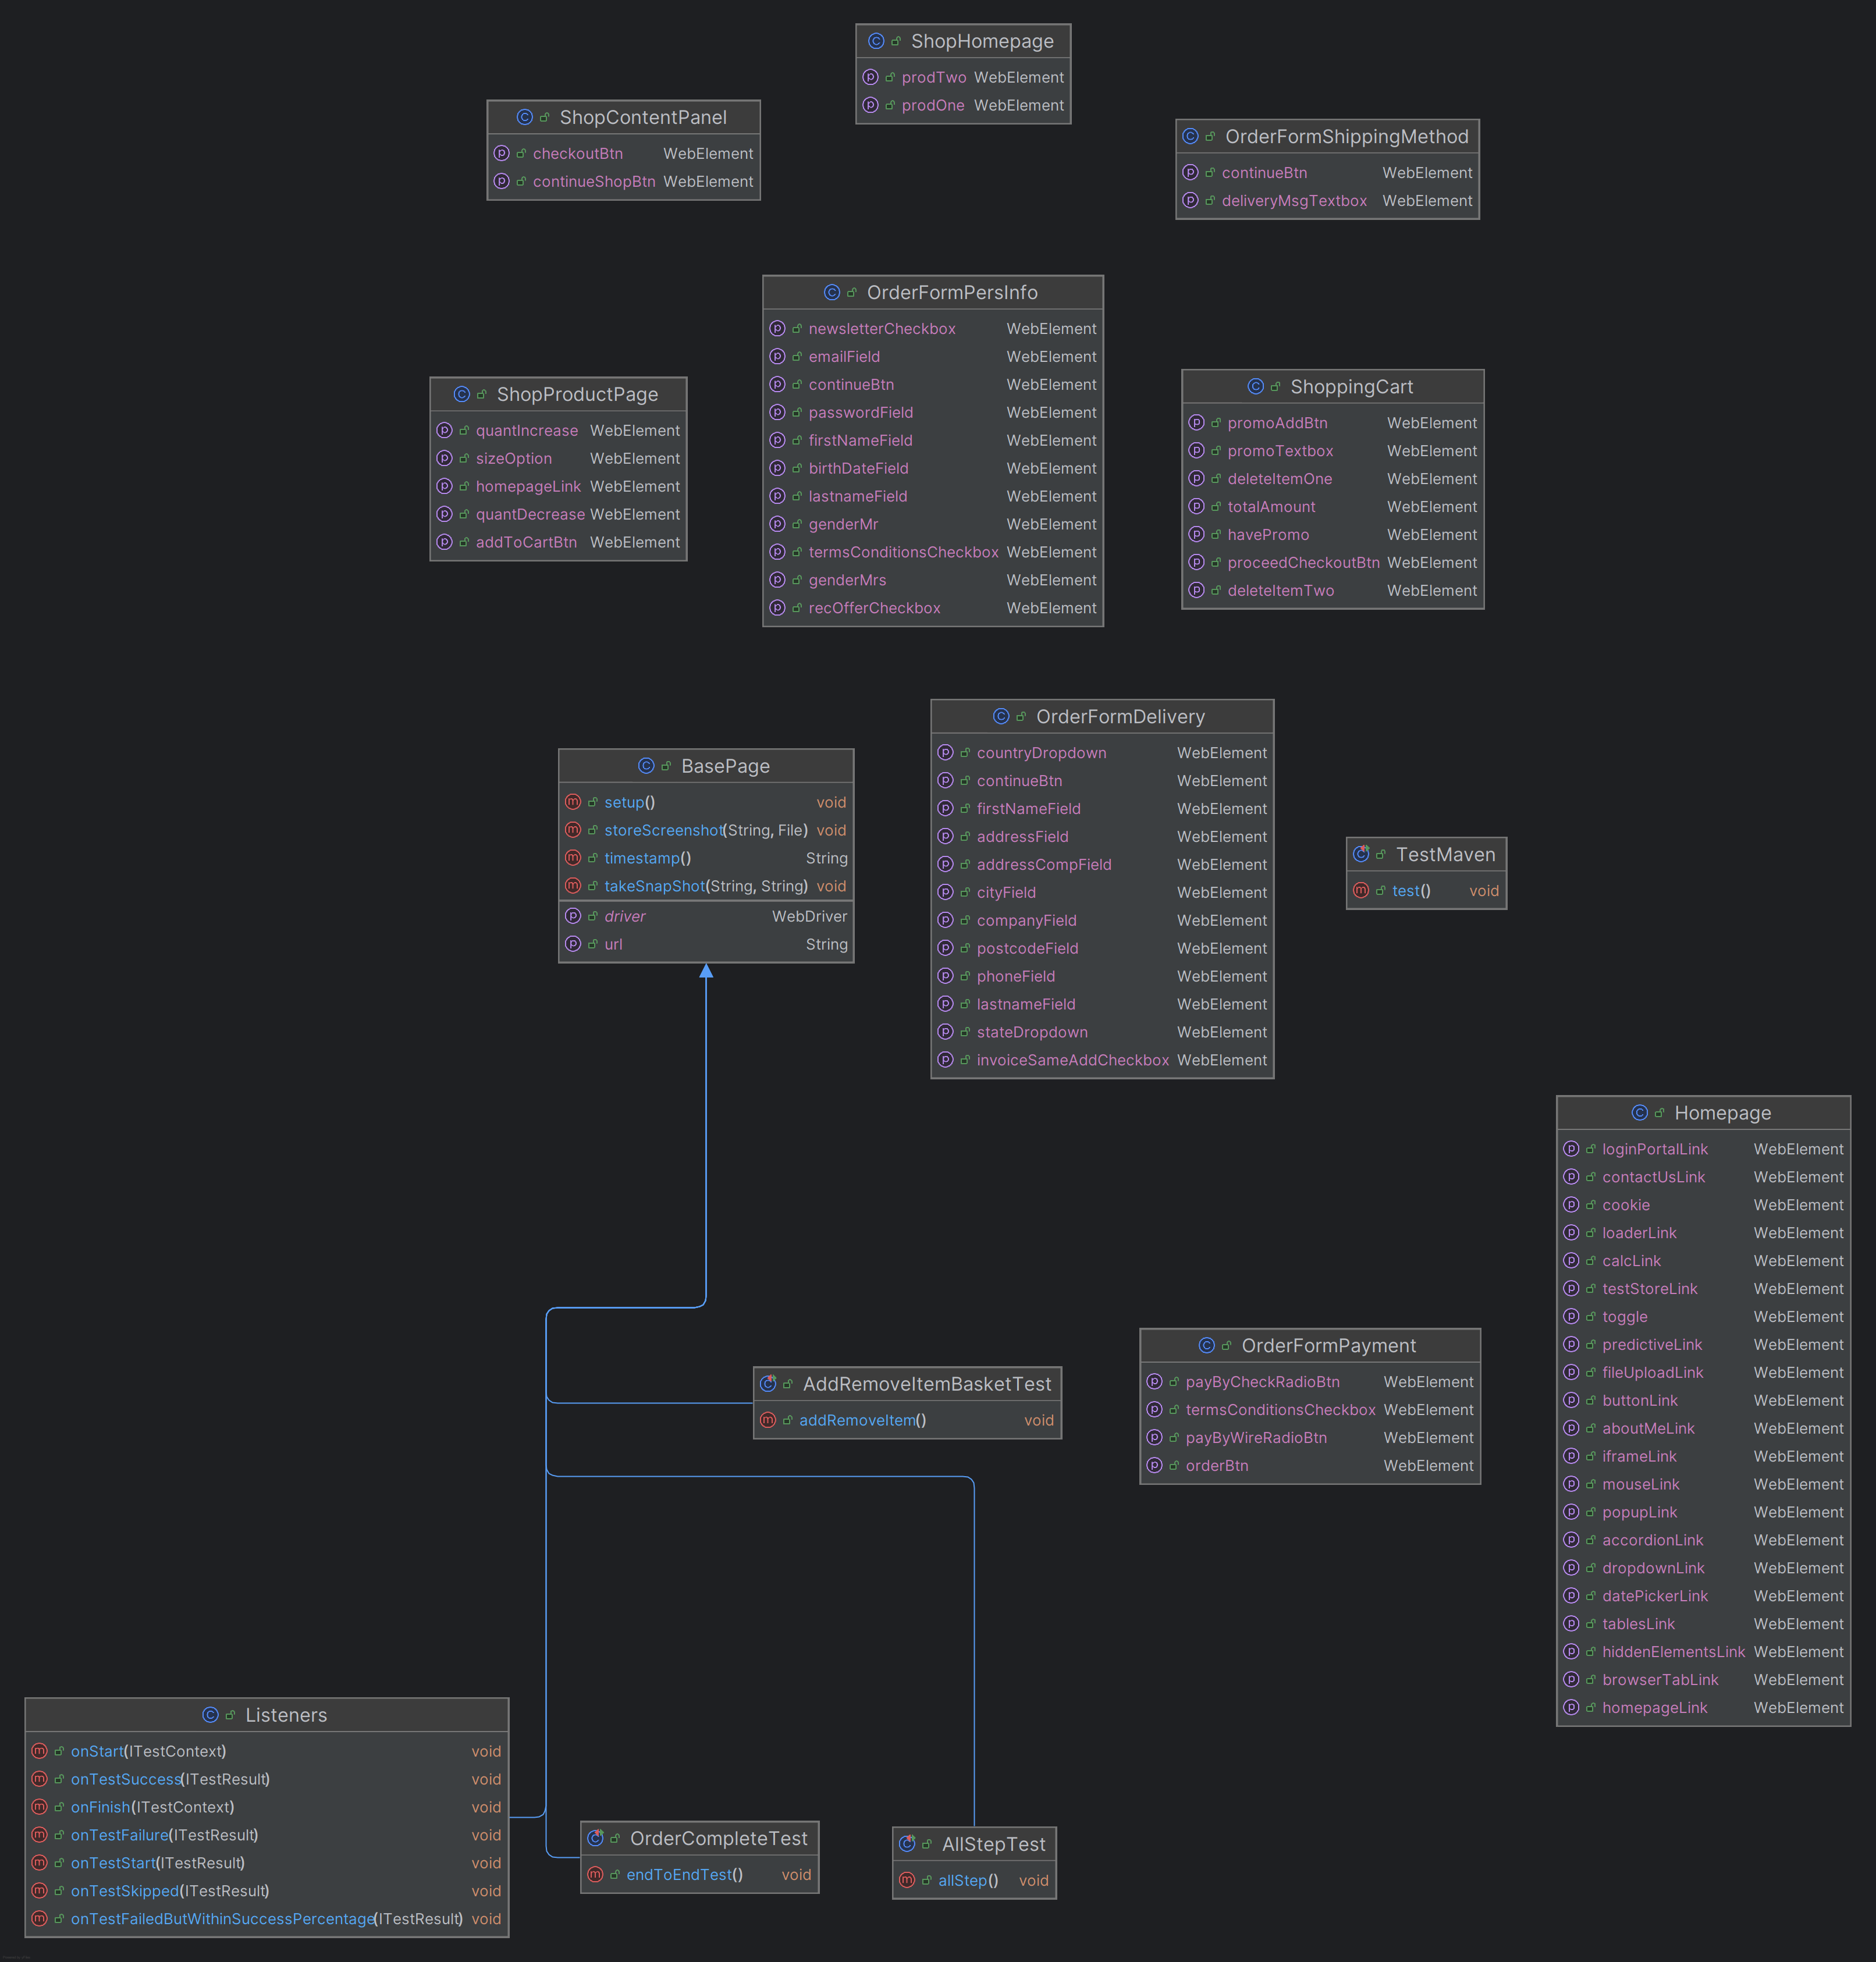 ShopHomepage
prodTwo WebElement
prodOne WebElement
ShopContentPanel
checkoutBtn WebElement
continueShopBtn WebElement
OrderFormShippingMethod
continueBtn WebElement
deliveryMsgTextbox WebElement
OrderFormPersInfo
newsletterCheckbox WebElement
emailField WebElement
continueBtn WebElement
passwordField WebElement
firstNameField WebElement
birthDateField WebElement
lastnameField WebElement
genderMr WebElement
termsConditionsCheckbox WebElement
genderMrs WebElement
recOfferCheckbox WebElement
ShopProductPage
quantIncrease WebElement
sizeOption WebElement
homepageLink WebElement
quantDecrease WebElement
addToCartBtn WebElement
ShoppingCart
promoAddBtn WebElement
promoTextbox WebElement
deleteItemOne WebElement
totalAmount WebElement
havePromo WebElement
proceedCheckoutBtn WebElement
deleteItemTwo WebElement
OrderFormDelivery
countryDropdown WebElement
continueBtn WebElement
firstNameField WebElement
addressField WebElement
addressCompField WebElement
cityField WebElement
companyField WebElement
postcodeField WebElement
phoneField WebElement
lastnameField WebElement
stateDropdown WebElement
invoiceSameAddCheckbox WebElement
BasePage
setup() void
storeScreenshot(String, File) void
timestamp() String
takeSnapShot(String, String) void
driver WebDriver
url String
TestMaven
test() void
Homepage
loginPortalLink WebElement
contactUsLink WebElement
cookie WebElement
loaderLink WebElement
calcLink WebElement
testStoreLink WebElement
toggle WebElement
predictiveLink WebElement
fileUploadLink WebElement
buttonLink WebElement
aboutMeLink WebElement
iframeLink WebElement
mouseLink WebElement
popupLink WebElement
accordionLink WebElement
dropdownLink WebElement
datePickerLink WebElement
tablesLink WebElement
hiddenElementsLink WebElement
browserTabLink WebElement
homepageLink WebElement
OrderFormPayment
payByCheckRadioBtn WebElement
termsConditionsCheckbox WebElement
payByWireRadioBtn WebElement
orderBtn WebElement
AddRemoveItemBasketTest
addRemoveItem() void
Listeners
onStart(ITestContext) void
onTestSuccess(ITestResult) void
onFinish(ITestContext) void
onTestFailure(ITestResult) void
onTestStart(ITestResult) void
onTestSkipped(ITestResult) void
onTestFailedButWithinSuccessPercentage(ITestResult) void
OrderCompleteTest
endToEndTest() void
AllStepTest
allStep() void